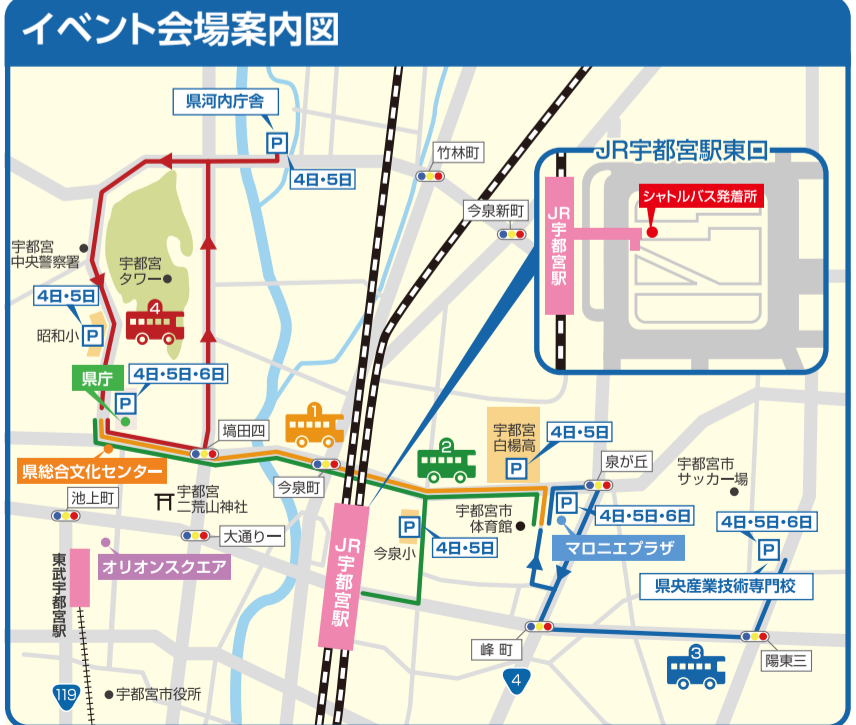 イベント会場案内図
県河内庁舎
P
4日・5日
竹林町
今泉新町
JR宇都宮駅東口
シャトルバス発着所
JR宇都宮駅
宇都宮
中央警察署
宇都宮
タワー
4日・5日
昭和小
P
4
県庁
P
4日・5日・6日
塙田四
1
2
宇都宮
白楊高
P
4日・5日
泉が丘
宇都宮市
サッカー場
県総合文化センター
今泉町
池上町
宇都宮
二荒山神社
大通り一
JR宇都宮駅
P
今泉小
4日・5日
宇都宮市
体育館
P
4日・5日・6日
マロニエプラザ
4日・5日・6日
P
県央産業技術専門校
東武宇都宮駅
オリオンスクエア
峰町
陽東三
3
4
119
宇都宮市役所